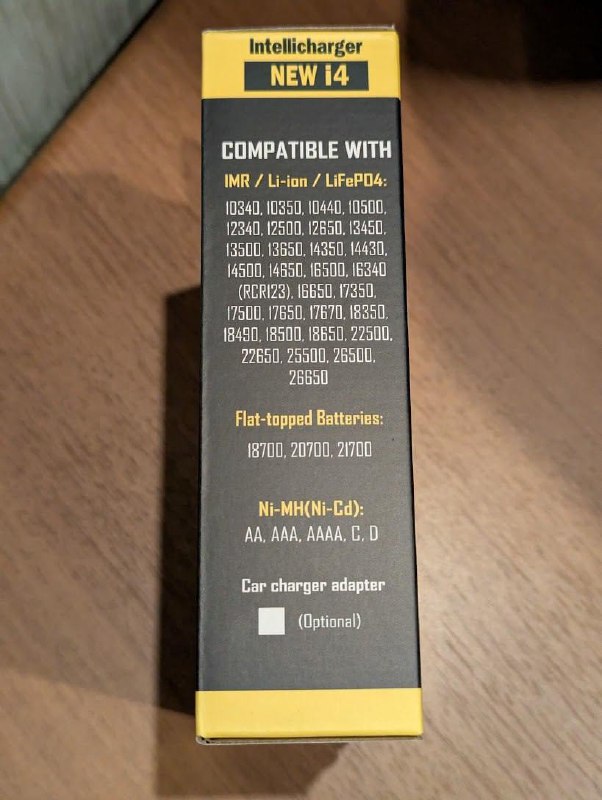 Intellicharger
NEW i4
COMPATIBLE WITH
IMR / Li-ion / LiFePO4:
10340, 10350, 10440, 10500,
12340, 12500, 12650, 13450,
13500, 13650, 14350, 14430,
14500, 14650, 16500, 16340
(RCR123), 16650, 17350,
17500, 17650, 17670, 18350,
18490, 18500, 18650, 22500,
22650, 25500, 26500,
26650
Flat-topped Batteries:
18700, 20700, 21700
Ni-MH(Ni-Cd):
AA, AAA, AAAA, C, D
Car charger adapter
(Optional)